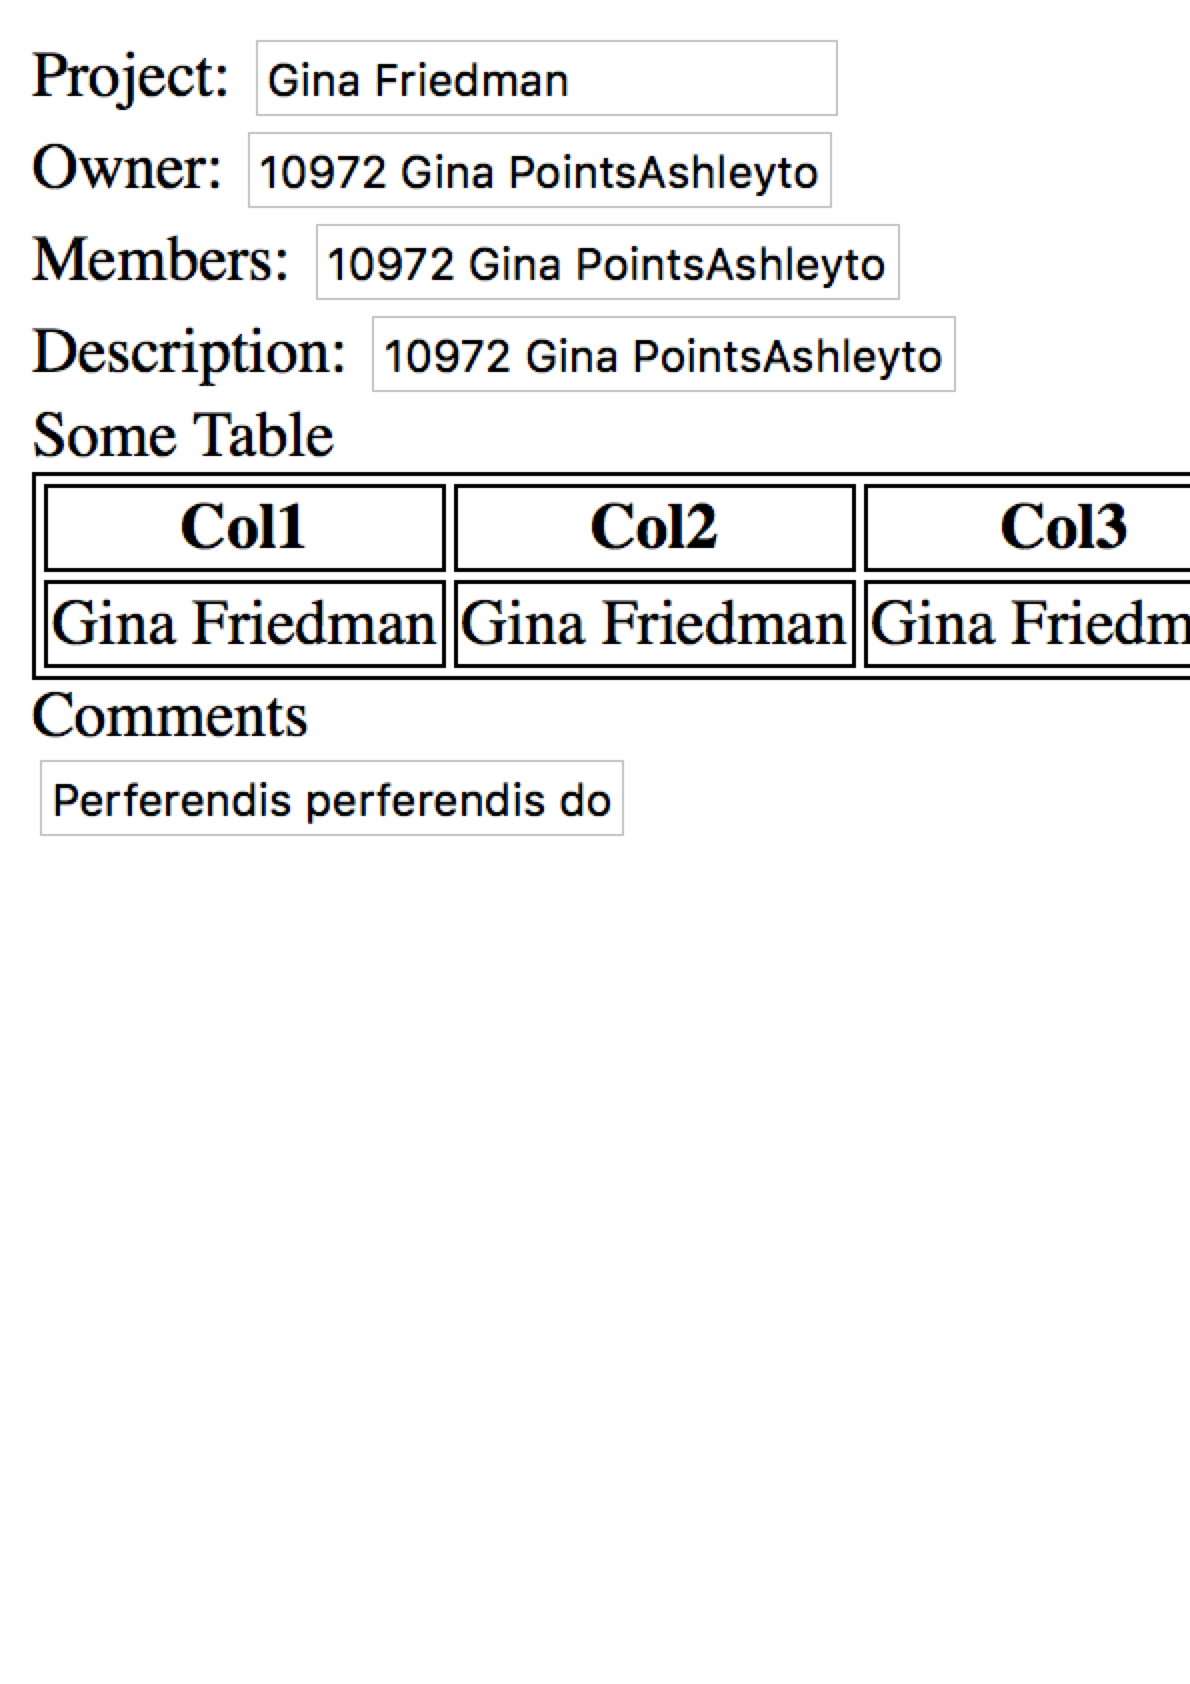 Project: Gina Friedman
Owner: 10972 Gina PointsAshleyto
Members: 10972 Gina PointsAshleyto
Description: 10972 Gina PointsAshleyto
Some Table
Col1 Col2 Col3
Gina Friedman Gina Friedman Gina Friedm
Comments
Perferendis perferendis do